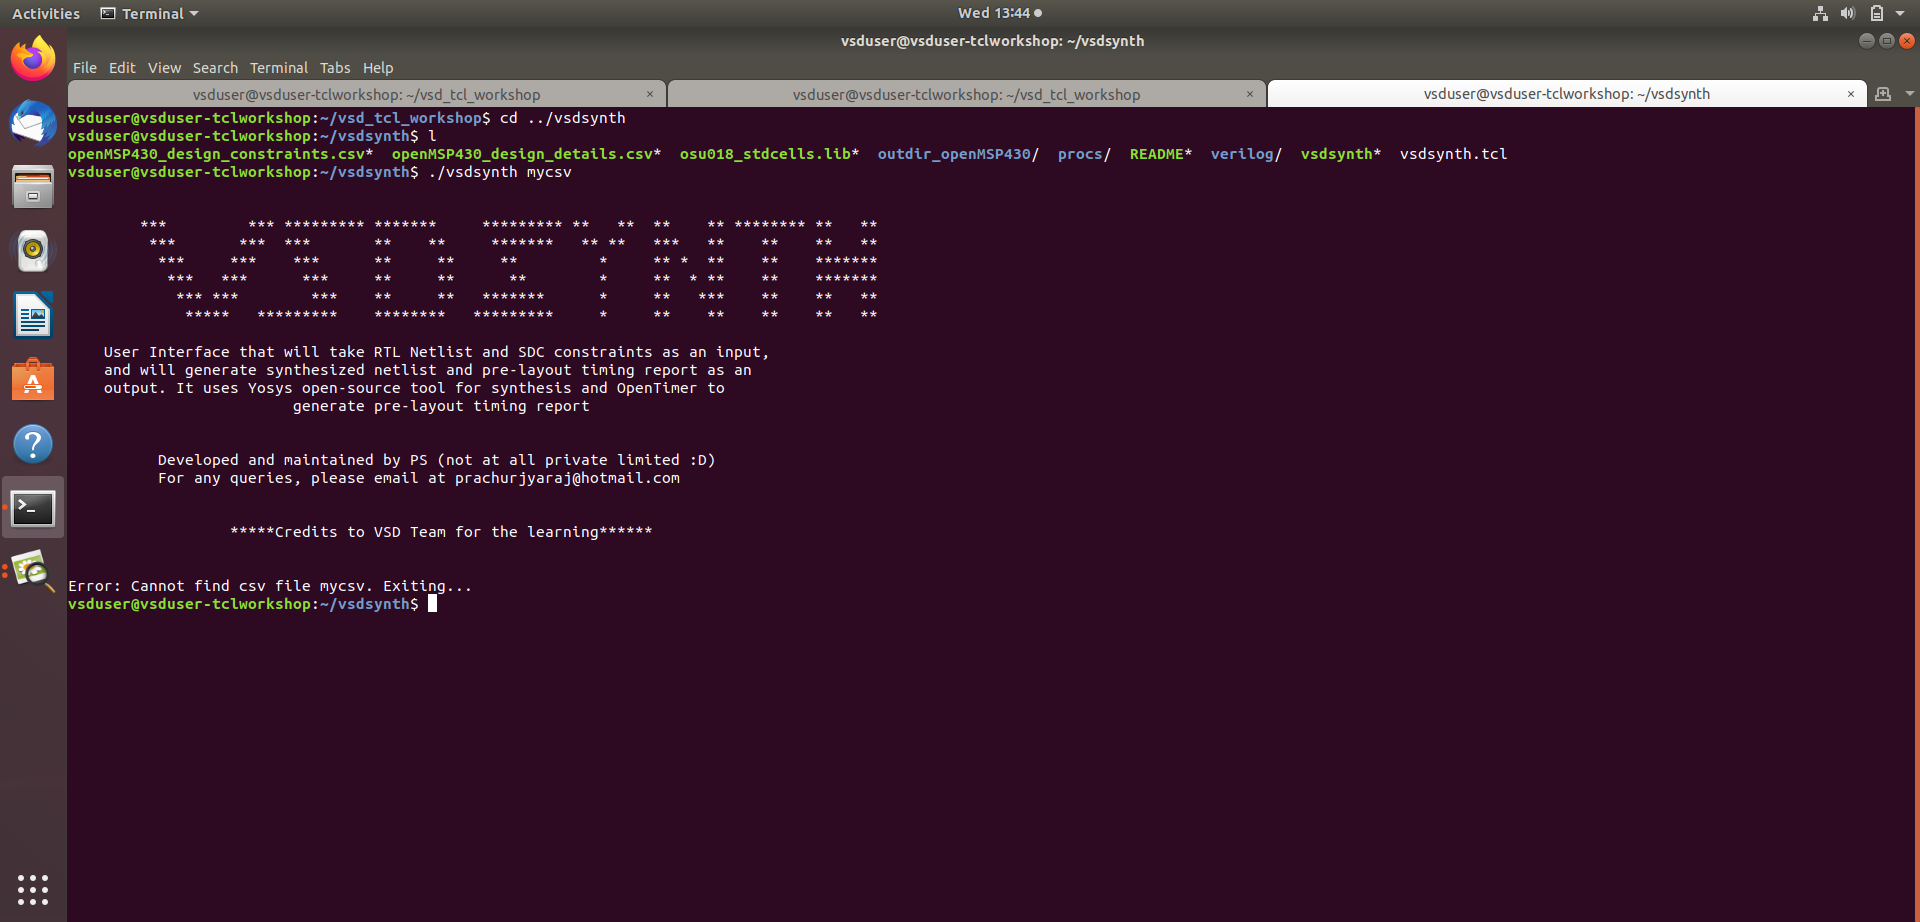 Activities Terminal Wed 13:44
vsduser@vsduser-tclworkshop: ~/vsdsynth
File Edit View Search Terminal Tabs Help
vsduser@vsduser-tclworkshop: ~/vsd_tcl_workshop × vsduser@vsduser-tclworkshop: ~/vsd_tcl_workshop × vsduser@vsduser-tclworkshop: ~/vsdsynth ×
vsduser@vsduser-tclworkshop:~/vsd_tcl_workshop$ cd ../vsdsynth
vsduser@vsduser-tclworkshop:~/vsdsynth$ l
openMSP430_design_constraints.csv* openMSP430_design_details.csv* osu018_stdcells.lib* outdir_openMSP430/ procs/ README* verilog/ vsdsynth* vsdsynth.tcl
vsduser@vsduser-tclworkshop:~/vsdsynth$ ./vsdsynth mycsv
*** *** ********* ******* ********* ** ** ** ** ******** ** **
*** *** *** ** ** ******* ** ** *** ** ** ** **
*** *** *** ** ** ** * ** * ** ** *******
*** *** *** ** ** ** * ** * ** ** *******
*** *** *** ** ** ******* * ** *** ** ** **
***** ********* ******** ********* * ** ** ** ** **
User Interface that will take RTL Netlist and SDC constraints as an input,
and will generate synthesized netlist and pre-layout timing report as an
output. It uses Yosys open-source tool for synthesis and OpenTimer to
generate pre-layout timing report
Developed and maintained by PS (not at all private limited :D)
For any queries, please email at prachurjyaraj@hotmail.com
*****Credits to VSD Team for the learning******
Error: Cannot find csv file mycsv. Exiting...
vsduser@vsduser-tclworkshop:~/vsdsynth$